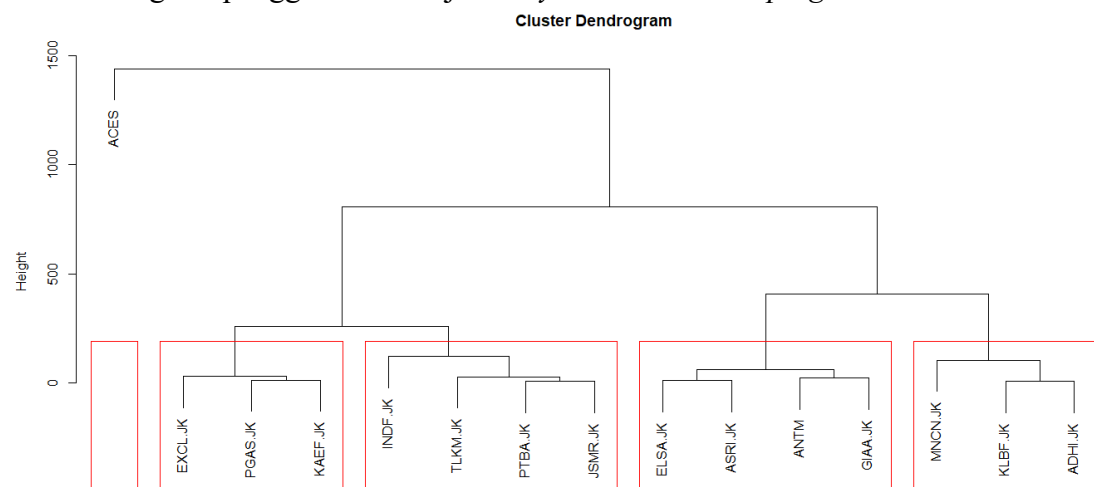 Cluster Dendrogram
1500
1000
500
0
Height
ACES
EXCL.JK
PGAS.JK
KAEF.JK
INDF.JK
TLKM.JK
PTBA.JK
JSMR.JK
ELSA.JK
ASRI.JK
ANTM
GIAA.JK
MNCN.JK
KLBF.JK
ADHI.JK